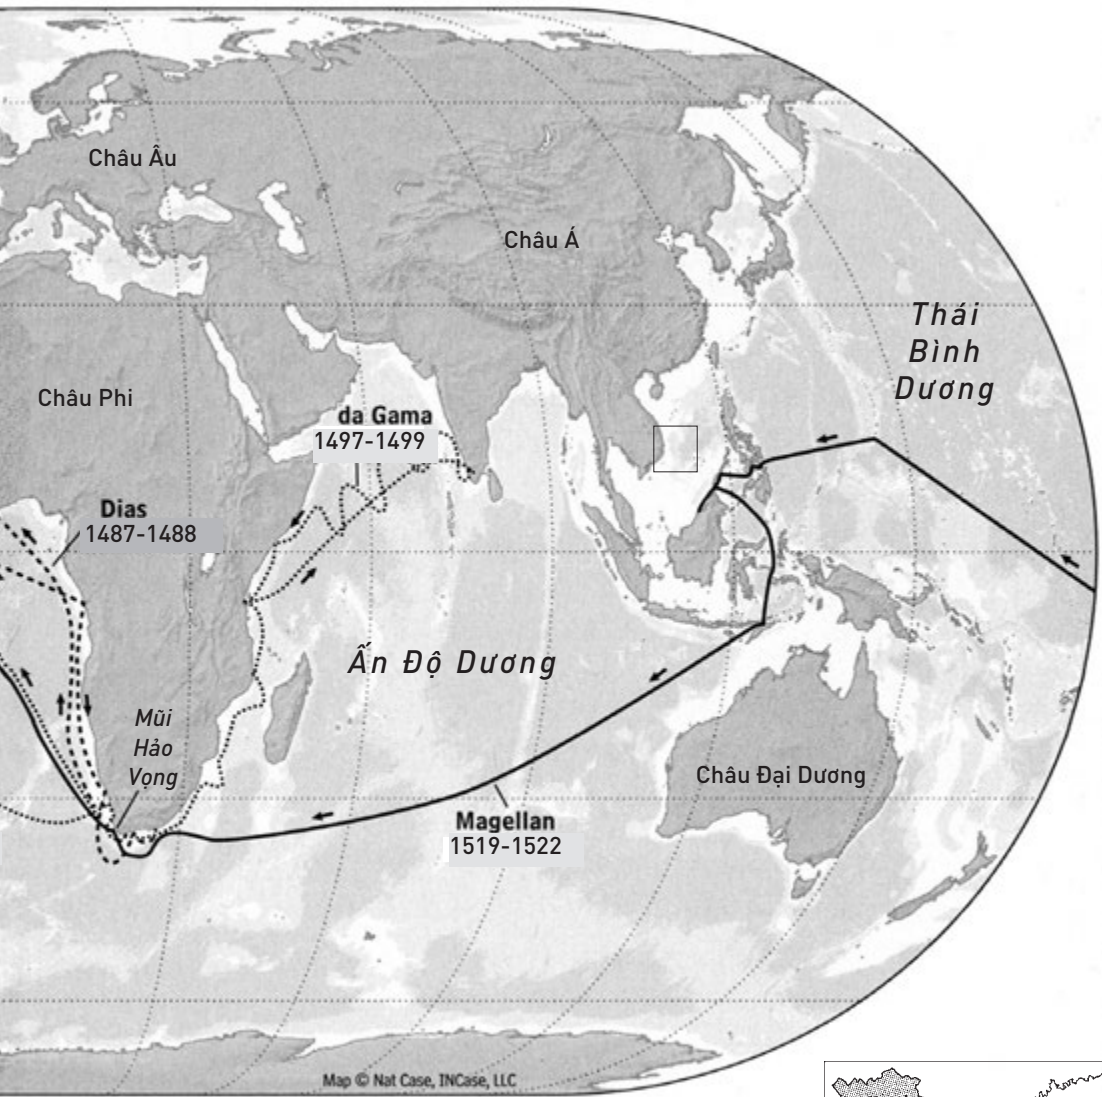 Châu Âu
Châu Á
Thái
Bình
Dương
Châu Phi
da Gama
1497-1499
Dias
1487-1488
Ấn Độ Dương
Mũi
Hảo
Vọng
Châu Đại Dương
Magellan
1519-1522
Map © Nat Case, INCase, LLC